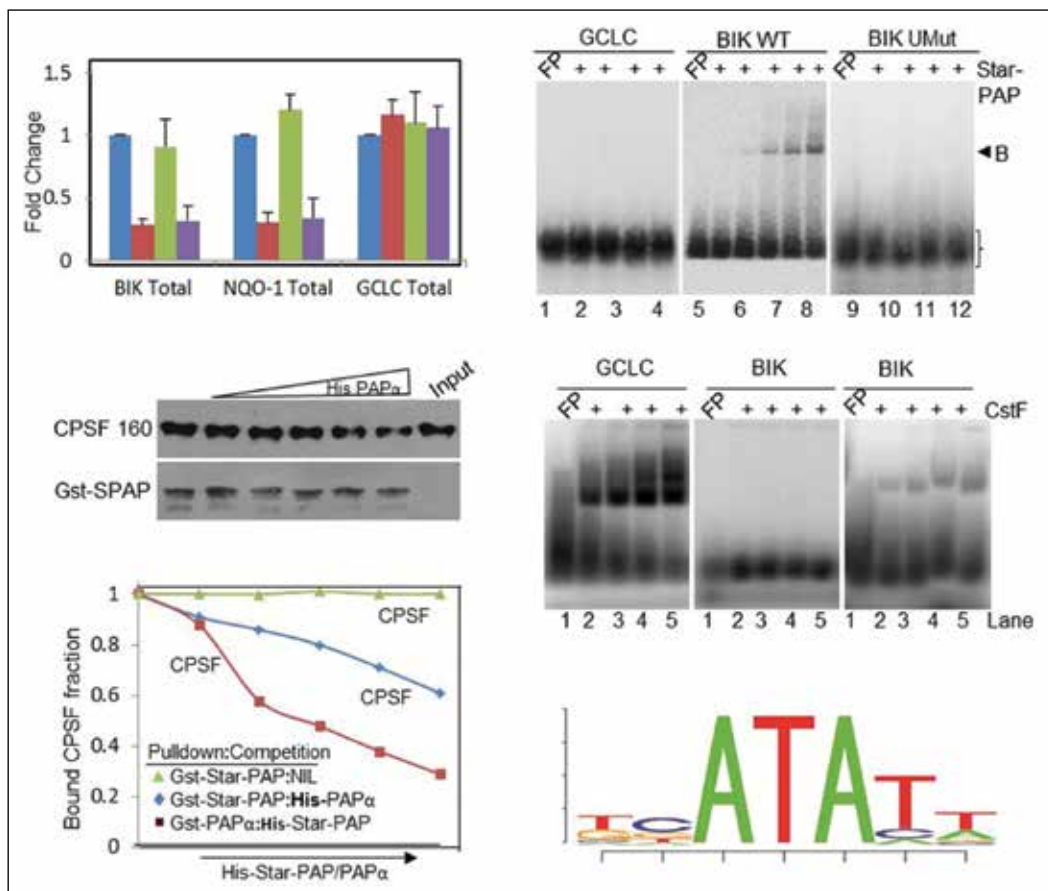 1.5
1
0.5
0
Fold Change
BIK Total NQO-1 Total GCLC Total
GCLC BIK WT BIK UMut
FP + + + + FP + + + + FP + + + + Star-PAP
B
1 2 3 4 5 6 7 8 9 10 11 12
His PAPα Input
CPSF 160
Gst-SPAP
GCLC BIK BIK
FP + + + + FP + + + + FP + + + + CstF
1 2 3 4 5 1 2 3 4 5 1 2 3 4 5 Lane
1
0.8
0.6
0.4
0.2
0
Bound CPSF fraction
CPSF
CPSF
CPSF
Pulldown:Competition
Gst-Star-PAP:NIL
Gst-Star-PAP:His-PAPα
Gst-PAPα:His-Star-PAP
His-Star-PAP/PAPα
ATA